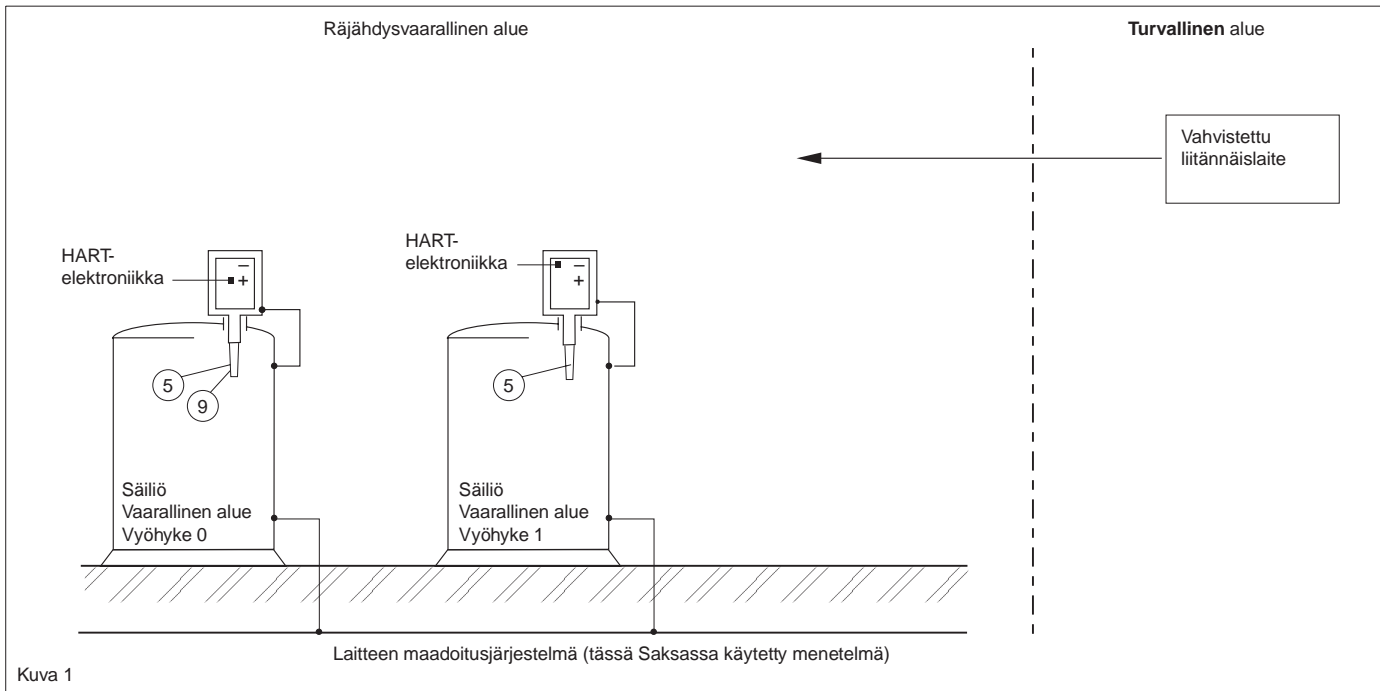 Räjähdysvaarallinen alue
Turvallinen alue
Vahvistettu
liitännäislaite
HART-
elektroniikka
–
+
HART-
elektroniikka
–
+
5
9
5
Säiliö
Vaarallinen alue
Vyöhyke 0
Säiliö
Vaarallinen alue
Vyöhyke 1
Laitteen maadoitusjärjestelmä (tässä Saksassa käytetty menetelmä)
Kuva 1